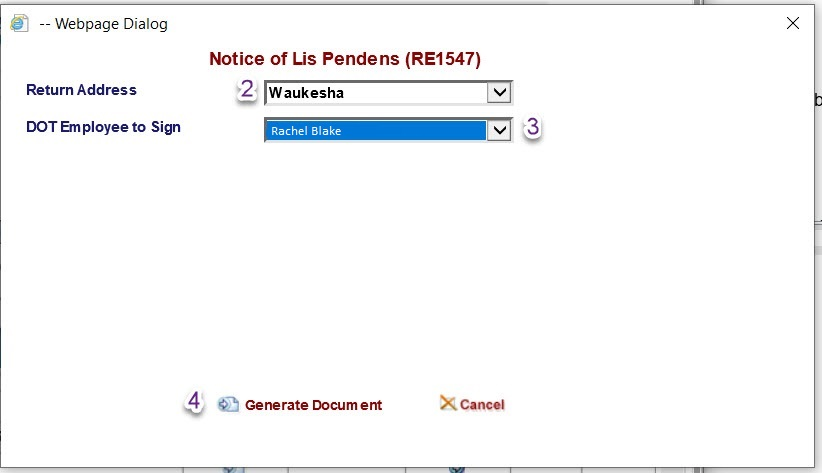 -- Webpage Dialog
Notice of Lis Pendens (RE1547)
Return Address 2 Waukesha
DOT Employee to Sign Rachel Blake 3
4 Generate Document Cancel
b